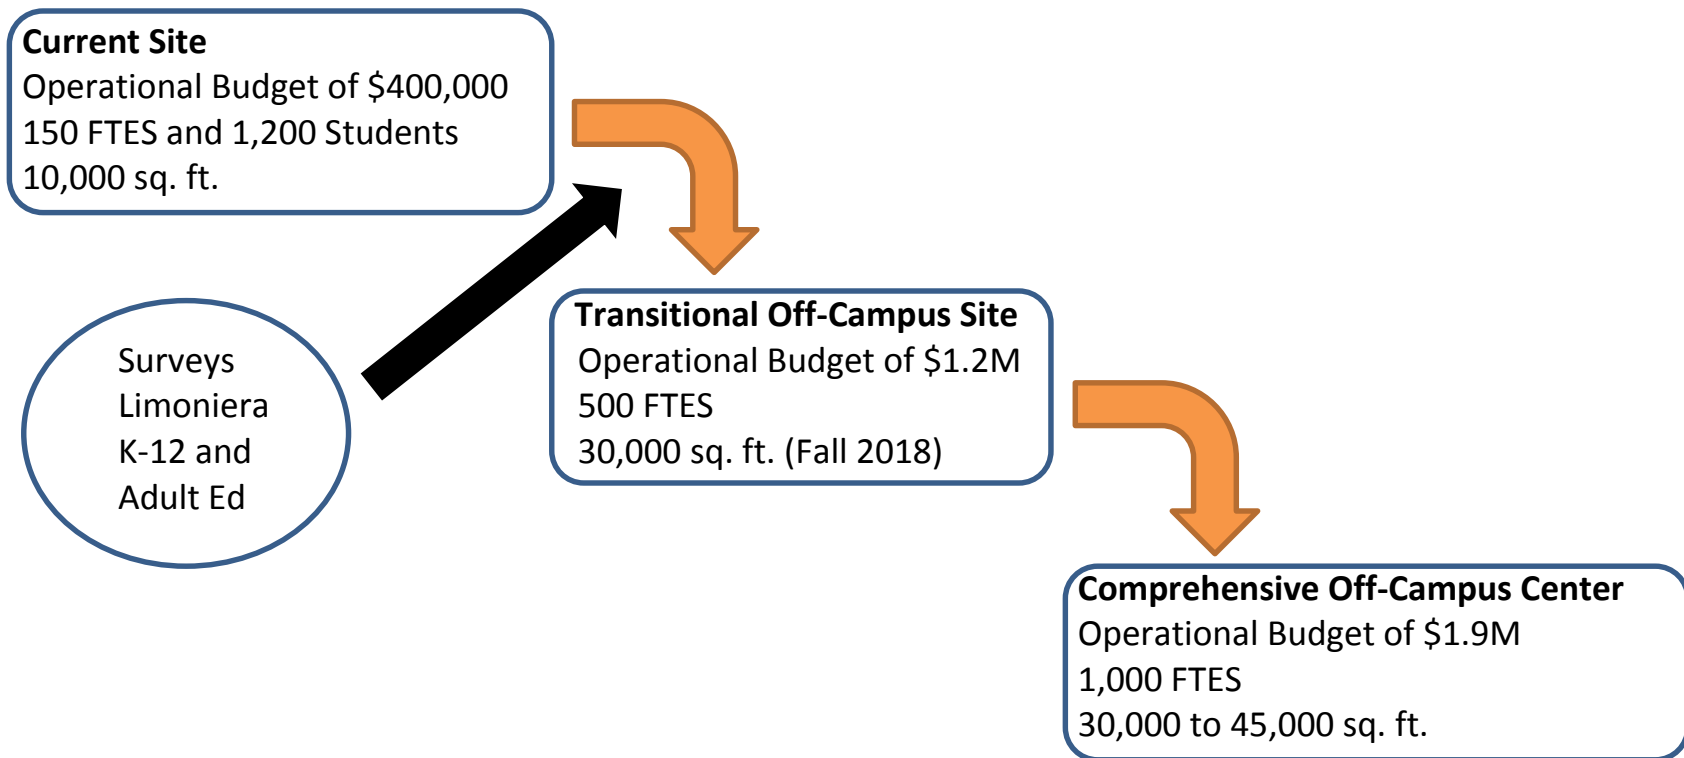 Current Site
Operational Budget of $400,000
150 FTES and 1,200 Students
10,000 sq. ft.
Surveys
Limoniera
K-12 and
Adult Ed
Transitional Off-Campus Site
Operational Budget of $1.2M
500 FTES
30,000 sq. ft. (Fall 2018)
Comprehensive Off-Campus Center
Operational Budget of $1.9M
1,000 FTES
30,000 to 45,000 sq. ft.